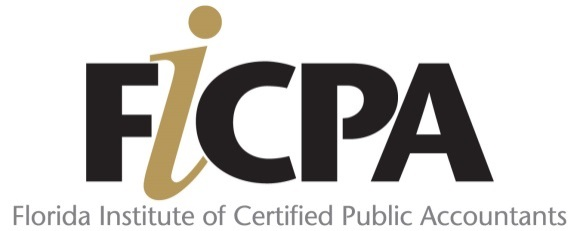 FiCPA
Florida Institute of Certified Public Accountants